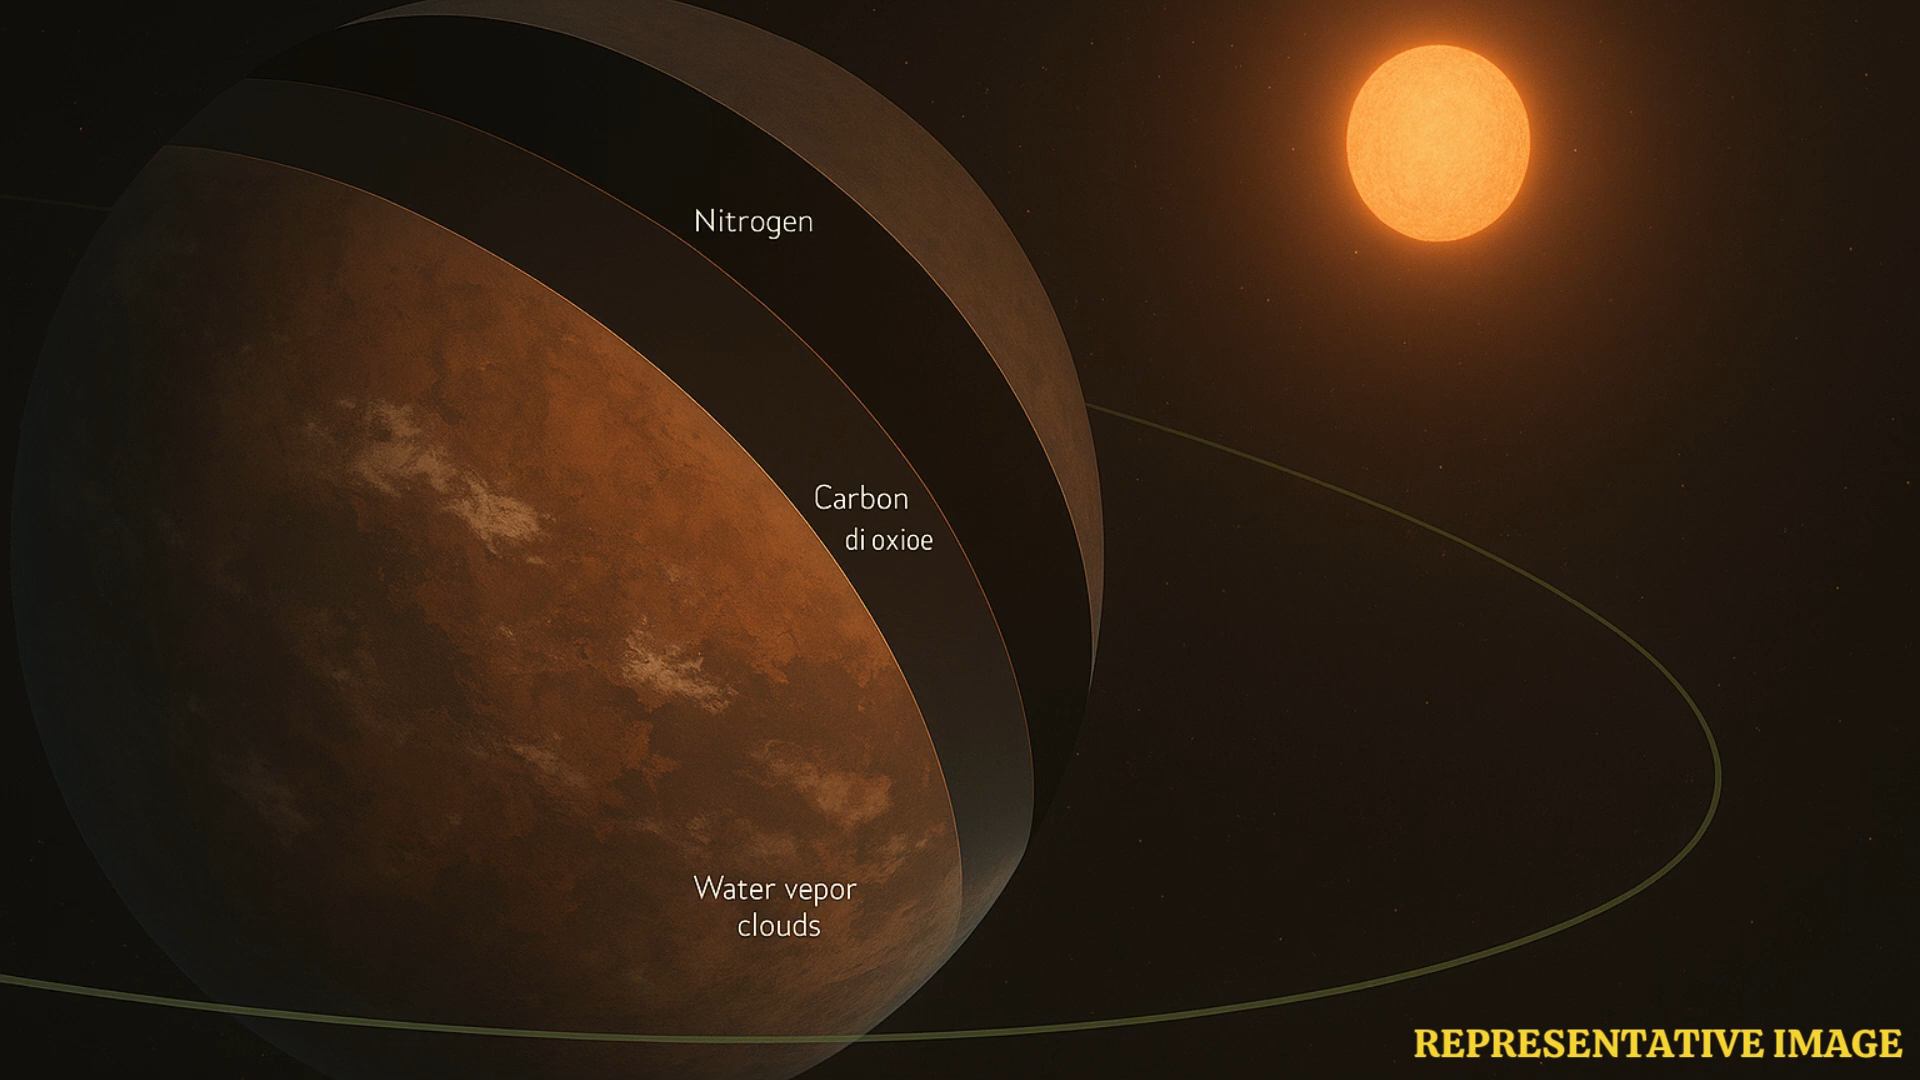 Nitrogen
Carbon
di oxioe
Water vepor
clouds
REPRESENTATIVE IMAGE